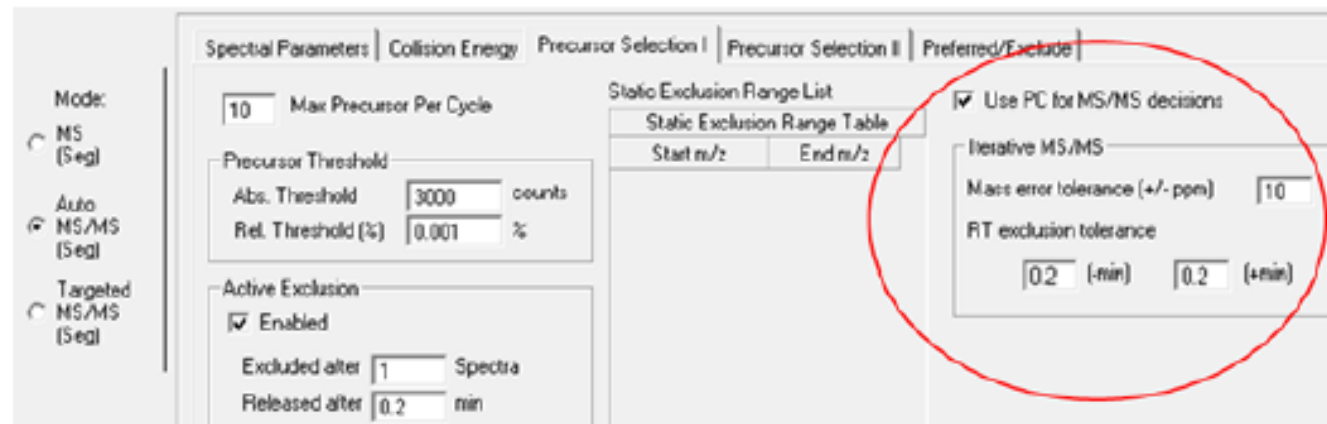 Spectral Parameters Collision Energy Precursor Selection I Precursor Selection II Preferred/Exclude
Mode:
MS
(Seg)
Auto
MS/MS
(Seg)
Targeted
MS/MS
(Seg)
10 Max Precursor Per Cycle
Precursor Threshold
Abs. Threshold 3000 counts
Rel. Threshold (%) 0.001 %
Active Exclusion
Enabled
Excluded after 1 Spectra
Released after 0.2 min
Static Exclusion Range List
Static Exclusion Range Table
Start m/z End m/z
Use PC for MS/MS decisions
Iterative MS/MS
Mass error tolerance (+/- ppm) 10
RT exclusion tolerance
0.2 (-min) 0.2 (+min)